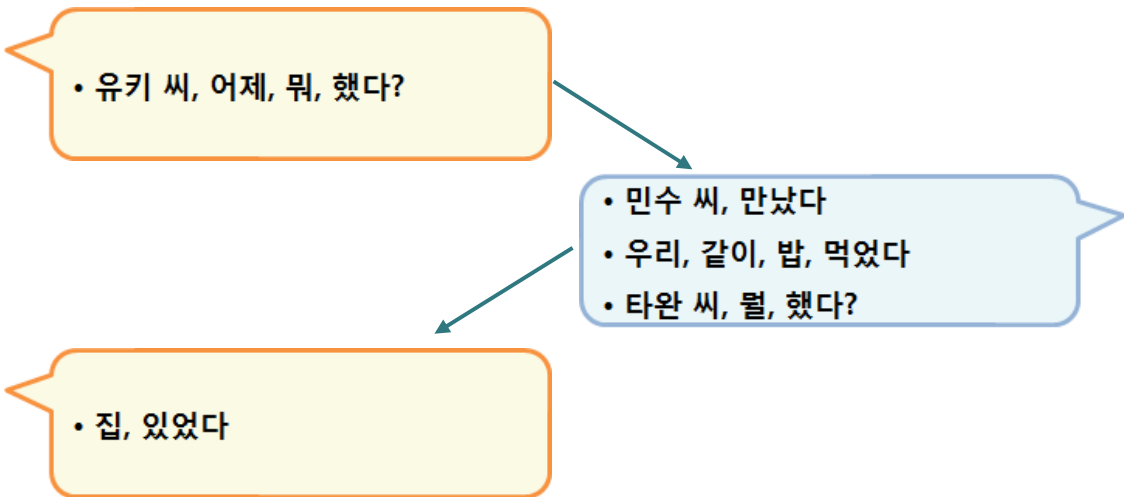 • 유키 씨, 어제, 뭐, 했다?
• 민수 씨, 만났다
• 우리, 같이, 밥, 먹었다
• 타완 씨, 뭘, 했다?
• 집, 있었다